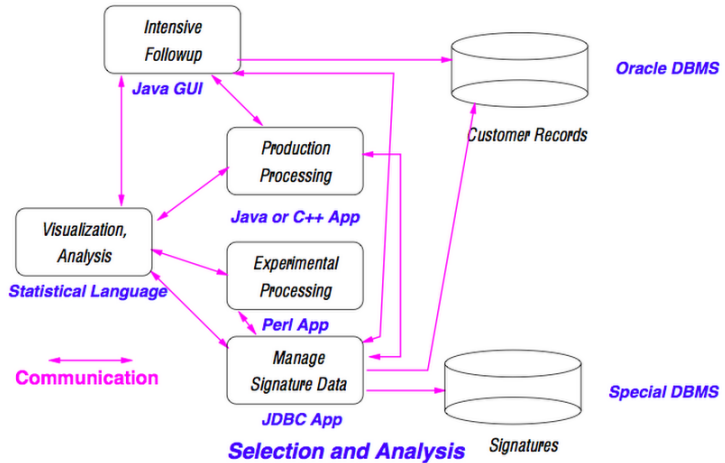 Intensive
Followup
Java GUI
Oracle DBMS
Customer Records
Production
Processing
Java or C++ App
Visualization,
Analysis
Statistical Language
Experimental
Processing
Perl App
Communication
Manage
Signature Data
JDBC App
Special DBMS
Signatures
Selection and Analysis